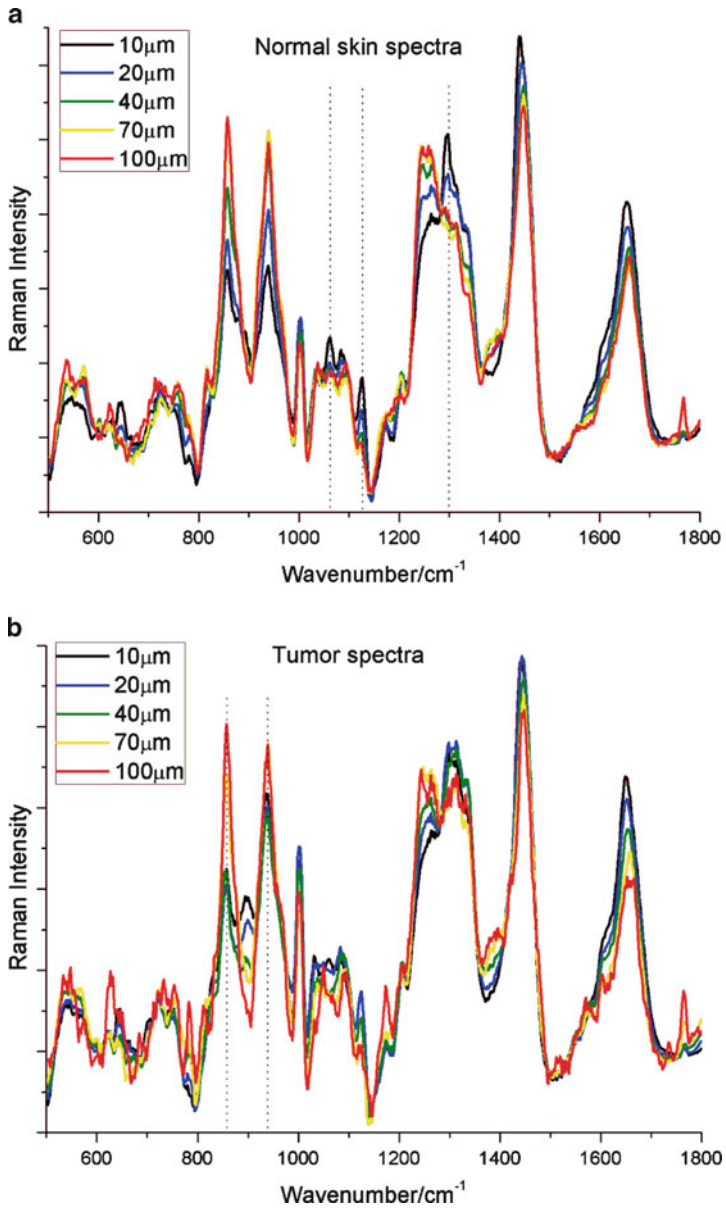 a
Normal skin spectra
10µm
20µm
40µm
70µm
100µm
Raman Intensity
600 800 1000 1200 1400 1600 1800
Wavenumber/cm⁻¹
b
Tumor spectra
10µm
20µm
40µm
70µm
100µm
Raman Intensity
600 800 1000 1200 1400 1600 1800
Wavenumber/cm⁻¹